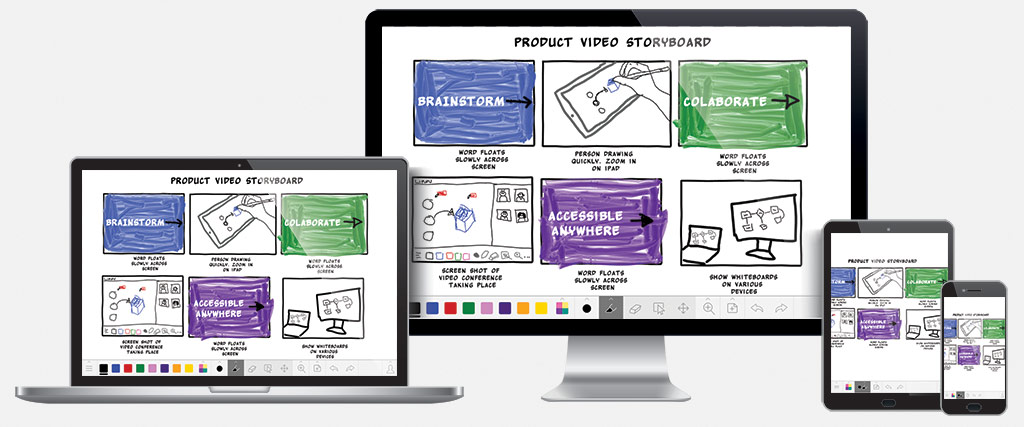 PRODUCT VIDEO STORYBOARD
BRAINSTORM
COLABORATE
WORD FLOATS
SLOWLY ACROSS
SCREEN
PERSON DRAWING
QUICKLY. ZOOM IN
ON IPAD
WORD FLOATS
SLOWLY ACROSS
SCREEN
ACCESSIBLE
ANYWHERE
SCREEN SHOT OF
VIDEO CONFERENCE
TAKING PLACE
WORD FLOATS
SLOWLY ACROSS
SCREEN
SHOW WHITEBOARDS
ON VARIOUS
DEVICES
PRODUCT VIDEO STORYBOARD
BRAINSTORM
COLABORATE
WORD FLOATS
SLOWLY ACROSS
SCREEN
PERSON DRAWING
QUICKLY. ZOOM IN
ON IPAD
WORD FLOATS
SLOWLY ACROSS
SCREEN
ACCESSIBLE
ANYWHERE
SCREEN SHOT OF
VIDEO CONFERENCE
TAKING PLACE
WORD FLOATS
SLOWLY ACROSS
SCREEN
SHOW WHITEBOARDS
ON VARIOUS
DEVICES
PRODUCT VIDEO STORYBOARD
COLABORATE
ACCESSIBLE
ANYWHERE
PRODUCT VIDEO STORYBOARD